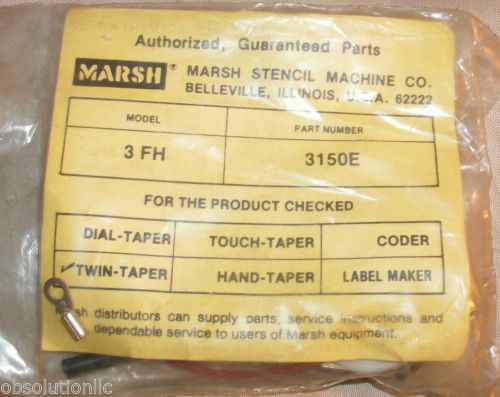 Authorized, Guaranteed Parts
MARSH® MARSH STENCIL MACHINE CO.
BELLEVILLE, ILLINOIS, U.S.A. 62222
MODEL PART NUMBER
3 FH 3150E
FOR THE PRODUCT CHECKED
DIAL-TAPER TOUCH-TAPER CODER
✓TWIN-TAPER HAND-TAPER LABEL MAKER
distributors can supply parts, service instructions and
dependable service to users of Marsh equipment.
obsolutionllc